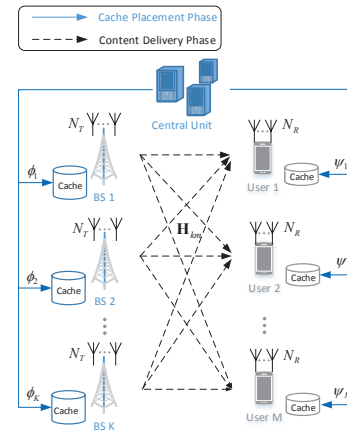 Cache Placement Phase
Content Delivery Phase
Central Unit
N_T
N_R
ϕ_1
Cache
BS 1
User 1
Cache
ψ_1
H_km
N_T
N_R
ϕ_2
Cache
BS 2
User 2
Cache
ψ
N_T
N_R
ϕ_K
Cache
BS K
User M
Cache
ψ